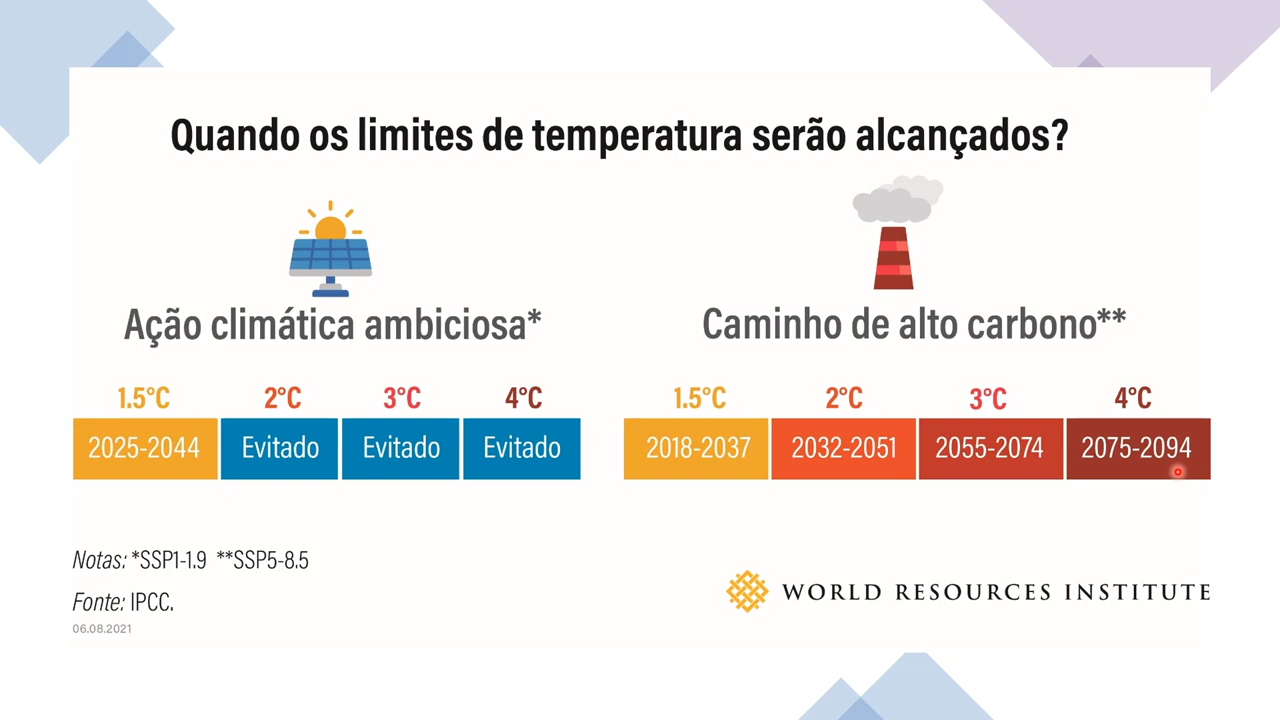 Quando os limites de temperatura serão alcançados?
Ação climática ambiciosa*
1.5°C 2°C 3°C 4°C
2025-2044 Evitado Evitado Evitado
Caminho de alto carbono**
1.5°C 2°C 3°C 4°C
2018-2037 2032-2051 2055-2074 2075-2094
Notas: *SSP1-1.9 **SSP5-8.5
Fonte: IPCC.
06.08.2021
WORLD RESOURCES INSTITUTE